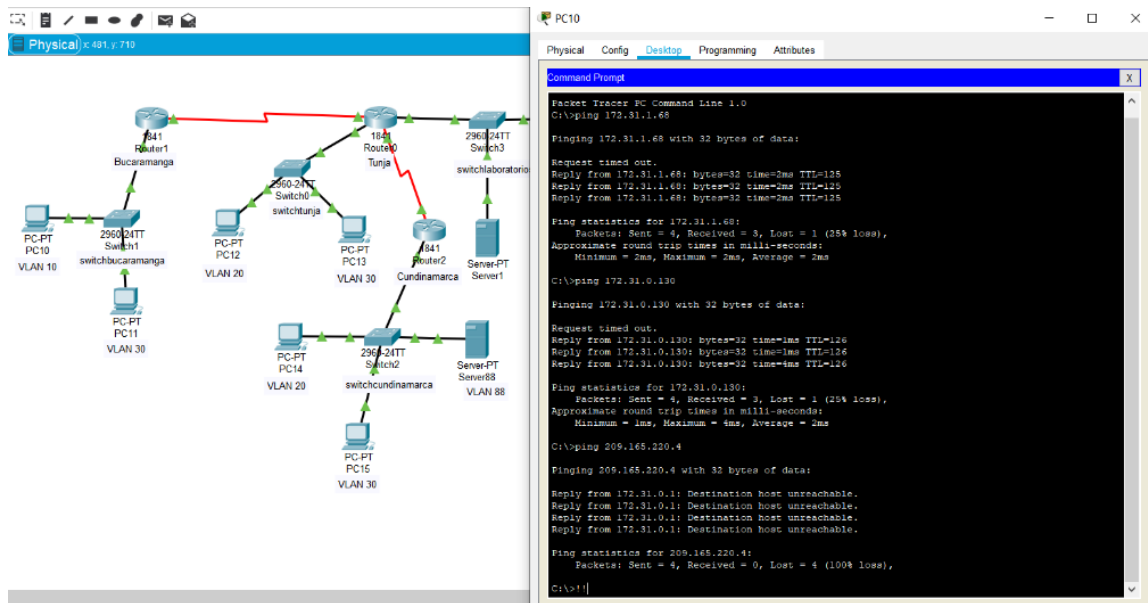 Physical x: 481, y: 710
1841
Router1
Bucaramanga
1841
Router0
Tunja
2960-24TT
Switch3
switchlaboratorio
2960-24TT
Switch0
switchtunja
PC-PT
PC10
VLAN 10
2960-24TT
Switch1
switchbucaramanga
PC-PT
PC12
VLAN 20
PC-PT
PC13
VLAN 30
1841
Router2
Cundinamarca
Server-PT
Server1
PC-PT
PC11
VLAN 30
PC-PT
PC14
VLAN 20
2960-24TT
Switch2
switchcundinamarca
Server-PT
Server88
VLAN 88
PC-PT
PC15
VLAN 30
PC10
Physical Config Desktop Programming Attributes
Command Prompt X
Packet Tracer PC Command Line 1.0
C:\>ping 172.31.1.68
Pinging 172.31.1.68 with 32 bytes of data:
Request timed out.
Reply from 172.31.1.68: bytes=32 time=2ms TTL=125
Reply from 172.31.1.68: bytes=32 time=2ms TTL=125
Reply from 172.31.1.68: bytes=32 time=2ms TTL=125
Ping statistics for 172.31.1.68:
Packets: Sent = 4, Received = 3, Lost = 1 (25% loss),
Approximate round trip times in milli-seconds:
Minimum = 2ms, Maximum = 2ms, Average = 2ms
C:\>ping 172.31.0.130
Pinging 172.31.0.130 with 32 bytes of data:
Request timed out.
Reply from 172.31.0.130: bytes=32 time=1ms TTL=126
Reply from 172.31.0.130: bytes=32 time=1ms TTL=126
Reply from 172.31.0.130: bytes=32 time=4ms TTL=126
Ping statistics for 172.31.0.130:
Packets: Sent = 4, Received = 3, Lost = 1 (25% loss),
Approximate round trip times in milli-seconds:
Minimum = 1ms, Maximum = 4ms, Average = 2ms
C:\>ping 209.165.220.4
Pinging 209.165.220.4 with 32 bytes of data:
Reply from 172.31.0.1: Destination host unreachable.
Reply from 172.31.0.1: Destination host unreachable.
Reply from 172.31.0.1: Destination host unreachable.
Reply from 172.31.0.1: Destination host unreachable.
Ping statistics for 209.165.220.4:
Packets: Sent = 4, Received = 0, Lost = 4 (100% loss),
C:\>!!